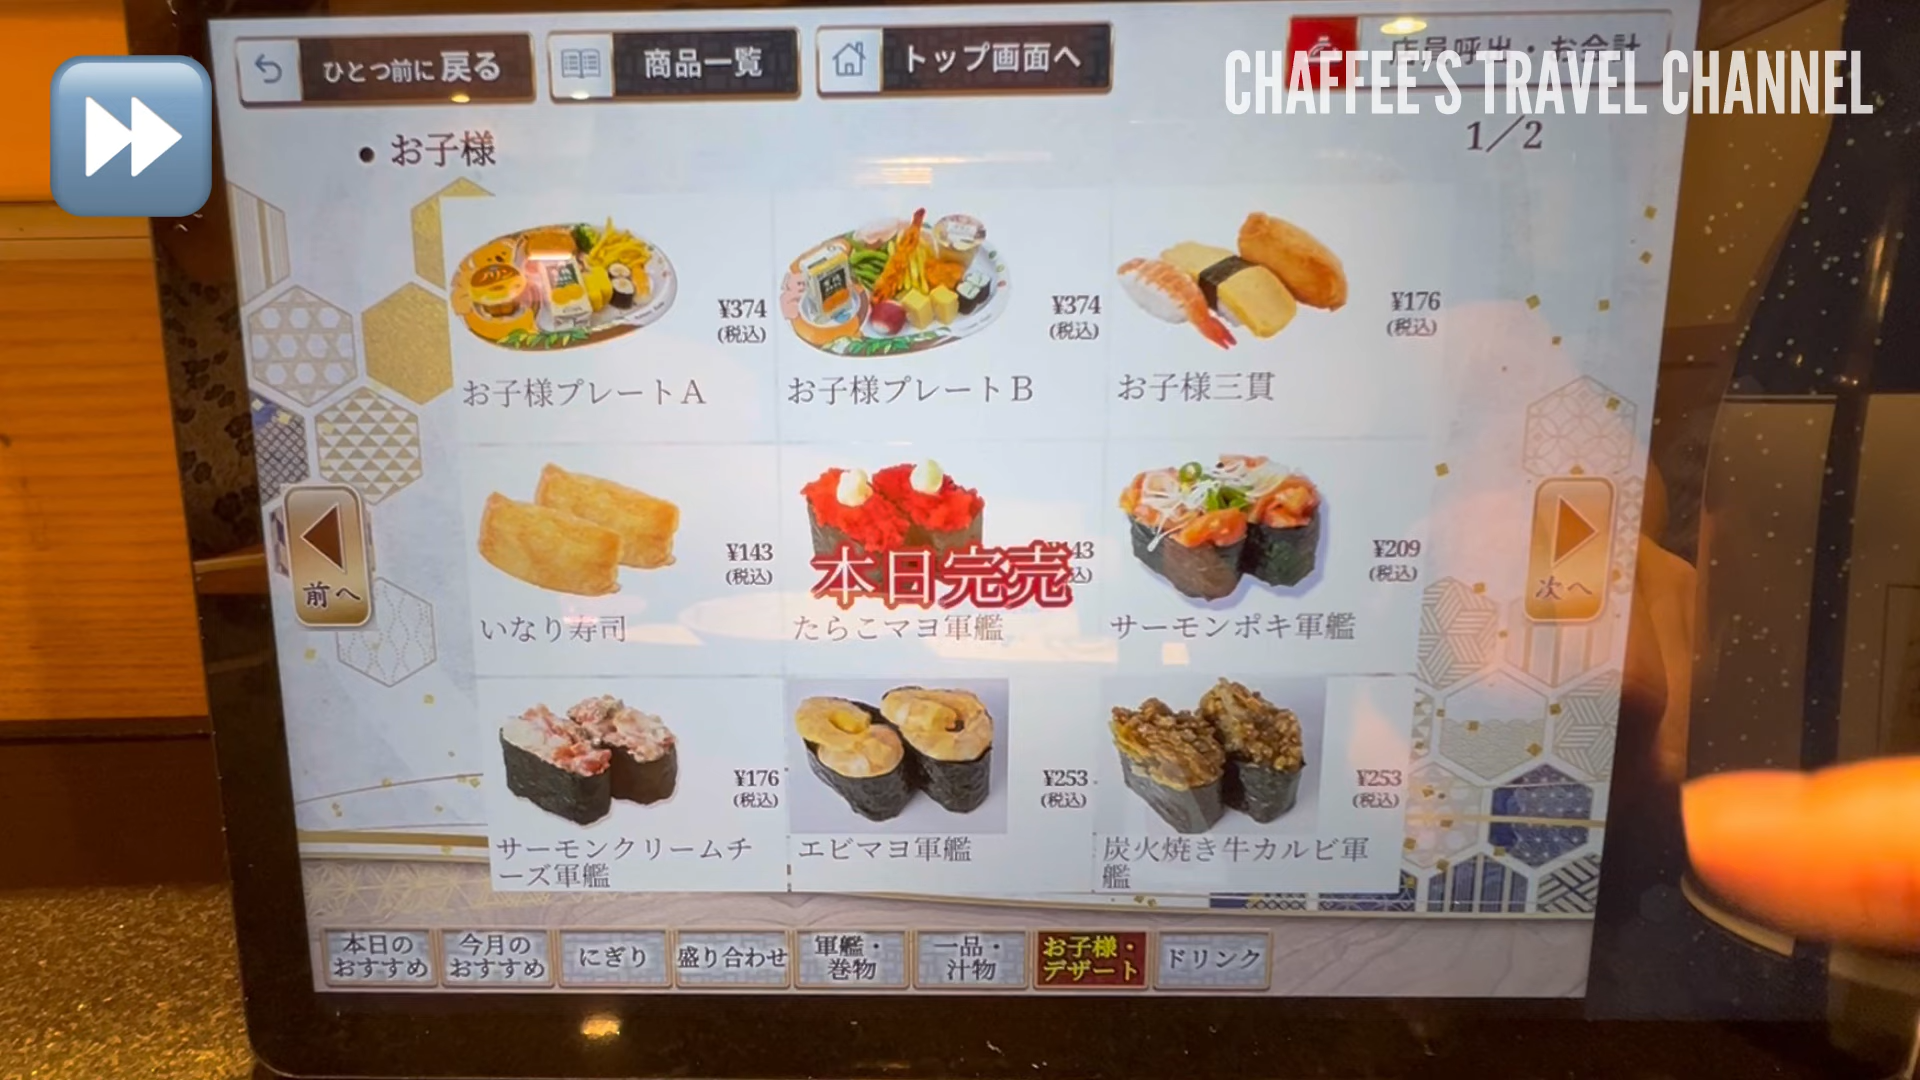 ひとつ前に戻る
商品一覧
トップ画面へ
店員呼出・お会計
CHAFFEE'S TRAVEL CHANNEL
• お子様
1/2
¥374
(税込)
お子様プレートA
¥374
(税込)
お子様プレートB
¥176
(税込)
お子様三貫
前へ
¥143
(税込)
いなり寿司
本日完売
たらこマヨ軍艦
¥209
(税込)
サーモンポキ軍艦
次へ
¥176
(税込)
サーモンクリームチ
ーズ軍艦
¥253
(税込)
エビマヨ軍艦
¥253
(税込)
炭火焼き牛カルビ軍
艦
本日の
おすすめ
今月の
おすすめ
にぎり
盛り合わせ
軍艦・
巻物
一品・
汁物
お子様・
デザート
ドリンク